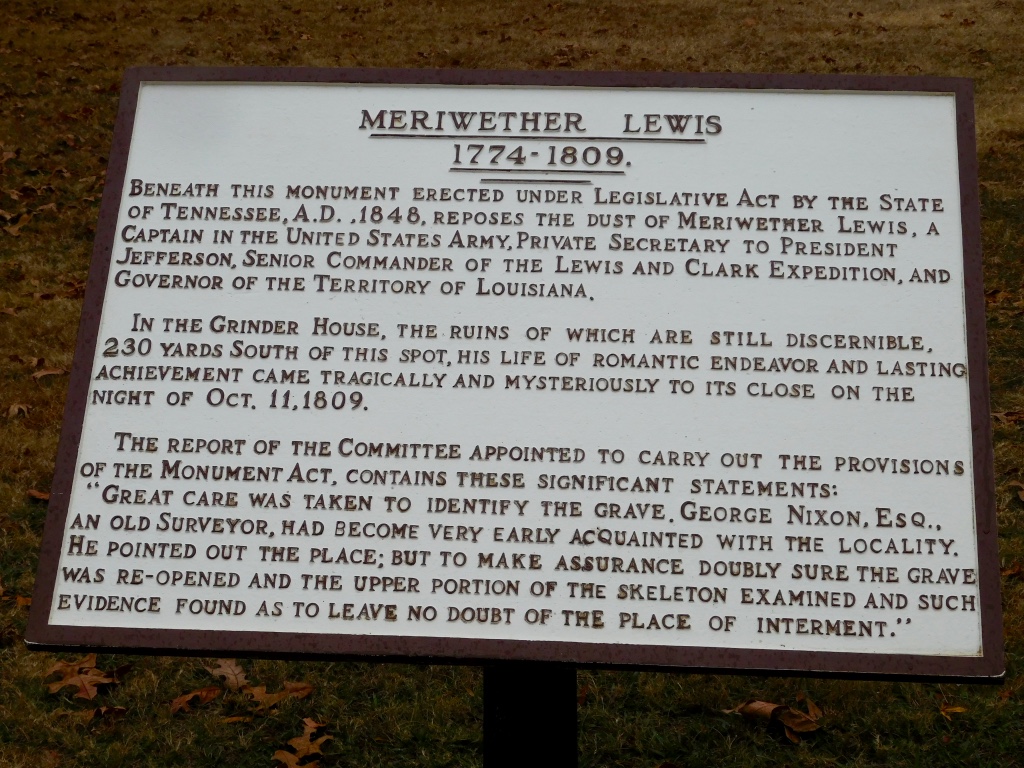 MERIWETHER LEWIS
1774-1809.
BENEATH THIS MONUMENT ERECTED UNDER LEGISLATIVE ACT BY THE STATE
OF TENNESSEE, A.D. ,1848, REPOSES THE DUST OF MERIWETHER LEWIS, A
CAPTAIN IN THE UNITED STATES ARMY, PRIVATE SECRETARY TO PRESIDENT
JEFFERSON, SENIOR COMMANDER OF THE LEWIS AND CLARK EXPEDITION, AND
GOVERNOR OF THE TERRITORY OF LOUISIANA.
IN THE GRINDER HOUSE, THE RUINS OF WHICH ARE STILL DISCERNIBLE,
230 YARDS SOUTH OF THIS SPOT, HIS LIFE OF ROMANTIC ENDEAVOR AND LASTING
ACHIEVEMENT CAME TRAGICALLY AND MYSTERIOUSLY TO ITS CLOSE ON THE
NIGHT OF OCT. 11,1809.
THE REPORT OF THE COMMITTEE APPOINTED TO CARRY OUT THE PROVISIONS
OF THE MONUMENT ACT, CONTAINS THESE SIGNIFICANT STATEMENTS:
"GREAT CARE WAS TAKEN TO IDENTIFY THE GRAVE. GEORGE NIXON, ESQ.,
AN OLD SURVEYOR, HAD BECOME VERY EARLY ACQUAINTED WITH THE LOCALITY.
HE POINTED OUT THE PLACE; BUT TO MAKE ASSURANCE DOUBLY SURE THE GRAVE
WAS RE-OPENED AND THE UPPER PORTION OF THE SKELETON EXAMINED AND SUCH
EVIDENCE FOUND AS TO LEAVE NO DOUBT OF THE PLACE OF INTERMENT."